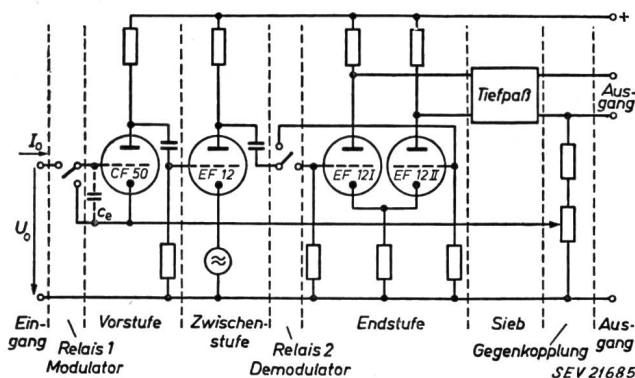 +
Tiefpaß
Aus-
gang
I₀
CF 50
EF 12
EF 12 I
EF 12 II
Cₑ
U₀
Ein-
gang
Relais 1
Modulator
Vorstufe
Zwischen-
stufe
Relais 2
Demodulator
Endstufe
Sieb
Gegenkopplung
Aus-
gang
SEV 21685